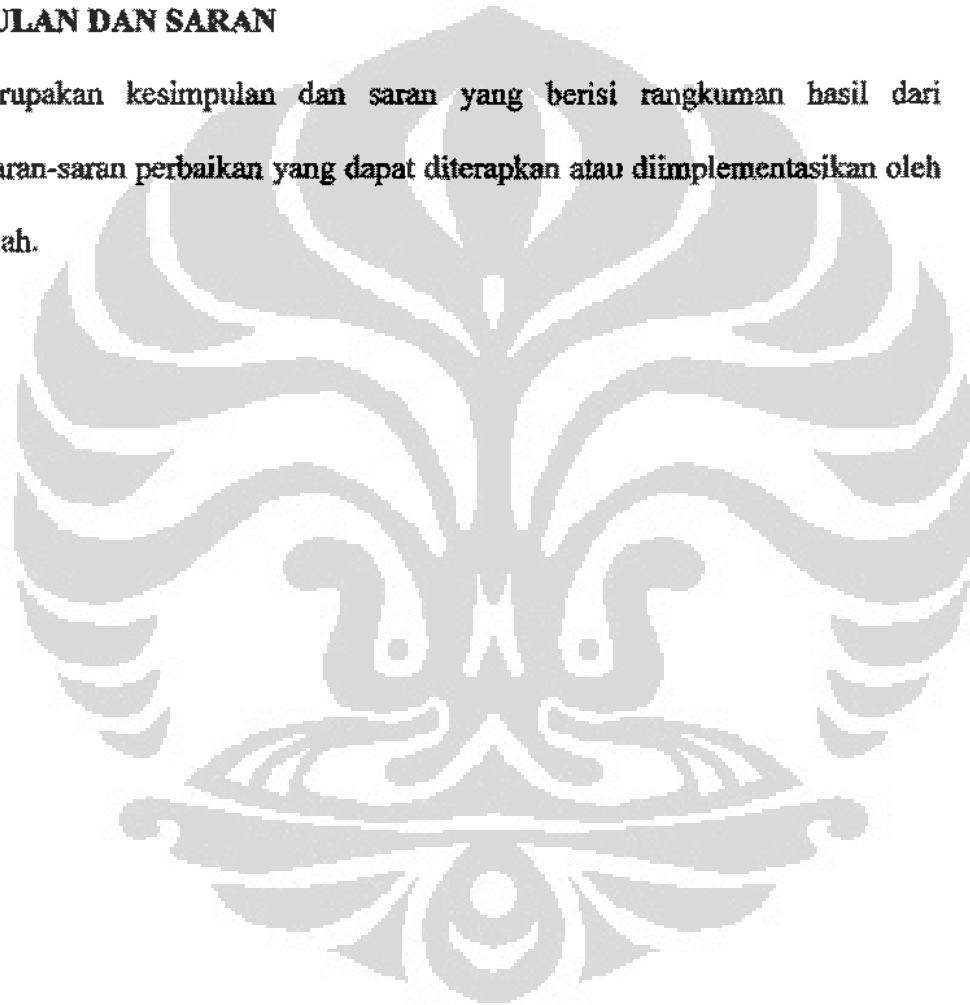 ULAN DAN SARAN
rupakan kesimpulan dan saran yang berisi rangkuman hasil dari
aran-saran perbaikan yang dapat diterapkan atau diimplementasikan oleh
ah.